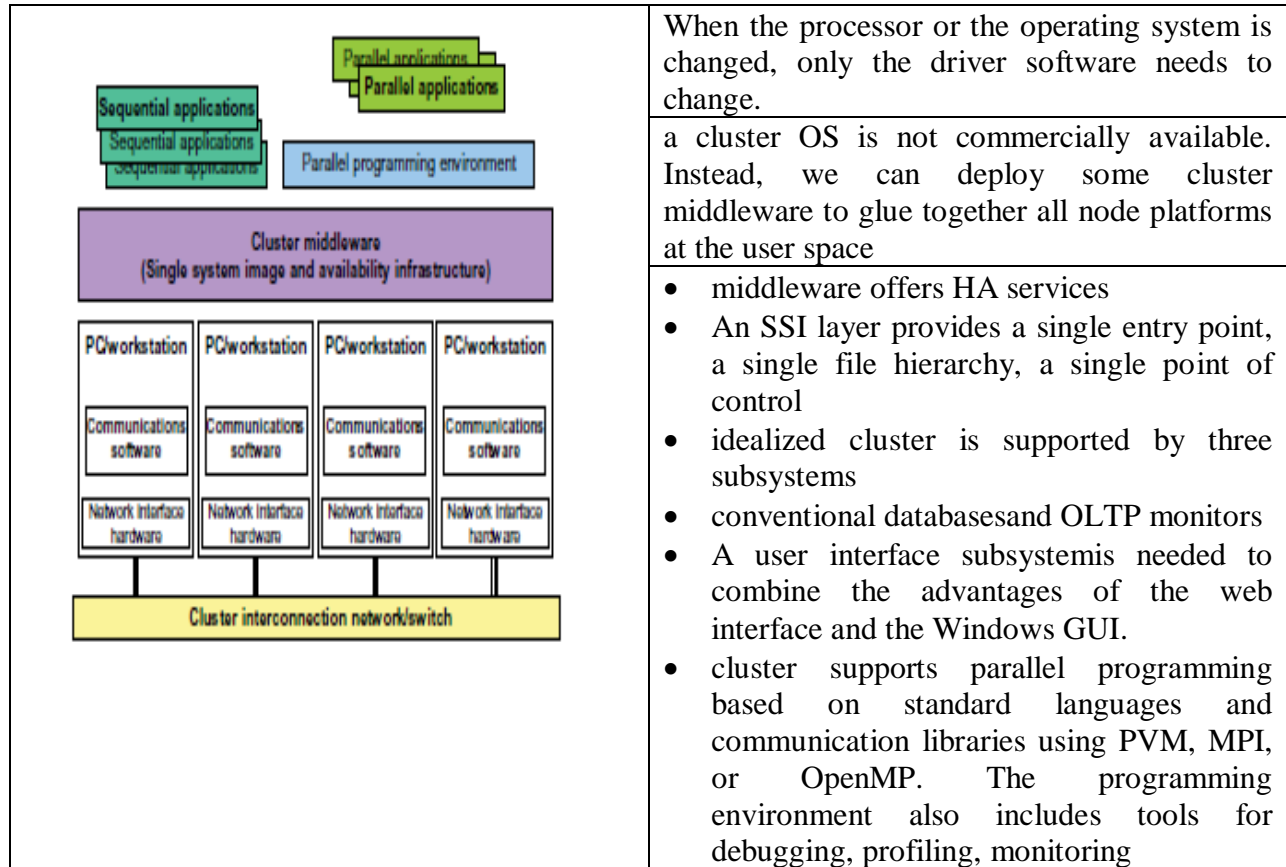 Parallel applications
Parallel applications
Sequential applications
Sequential applications
Sequential applications
Parallel programming environment
Cluster middleware
(Single system image and availability infrastructure)
PC/workstation
PC/workstation
PC/workstation
PC/workstation
Communications
software
Communications
software
Communications
software
Communications
software
Network interface
hardware
Network interface
hardware
Network interface
hardware
Network interface
hardware
Cluster interconnection network/switch
When the processor or the operating system is
changed, only the driver software needs to
change.
a cluster OS is not commercially available.
Instead, we can deploy some cluster
middleware to glue together all node platforms
at the user space
• middleware offers HA services
• An SSI layer provides a single entry point,
a single file hierarchy, a single point of
control
• idealized cluster is supported by three
subsystems
• conventional databasesand OLTP monitors
• A user interface subsystemis needed to
combine the advantages of the web
interface and the Windows GUI.
• cluster supports parallel programming
based on standard languages and
communication libraries using PVM, MPI,
or OpenMP. The programming
environment also includes tools for
debugging, profiling, monitoring